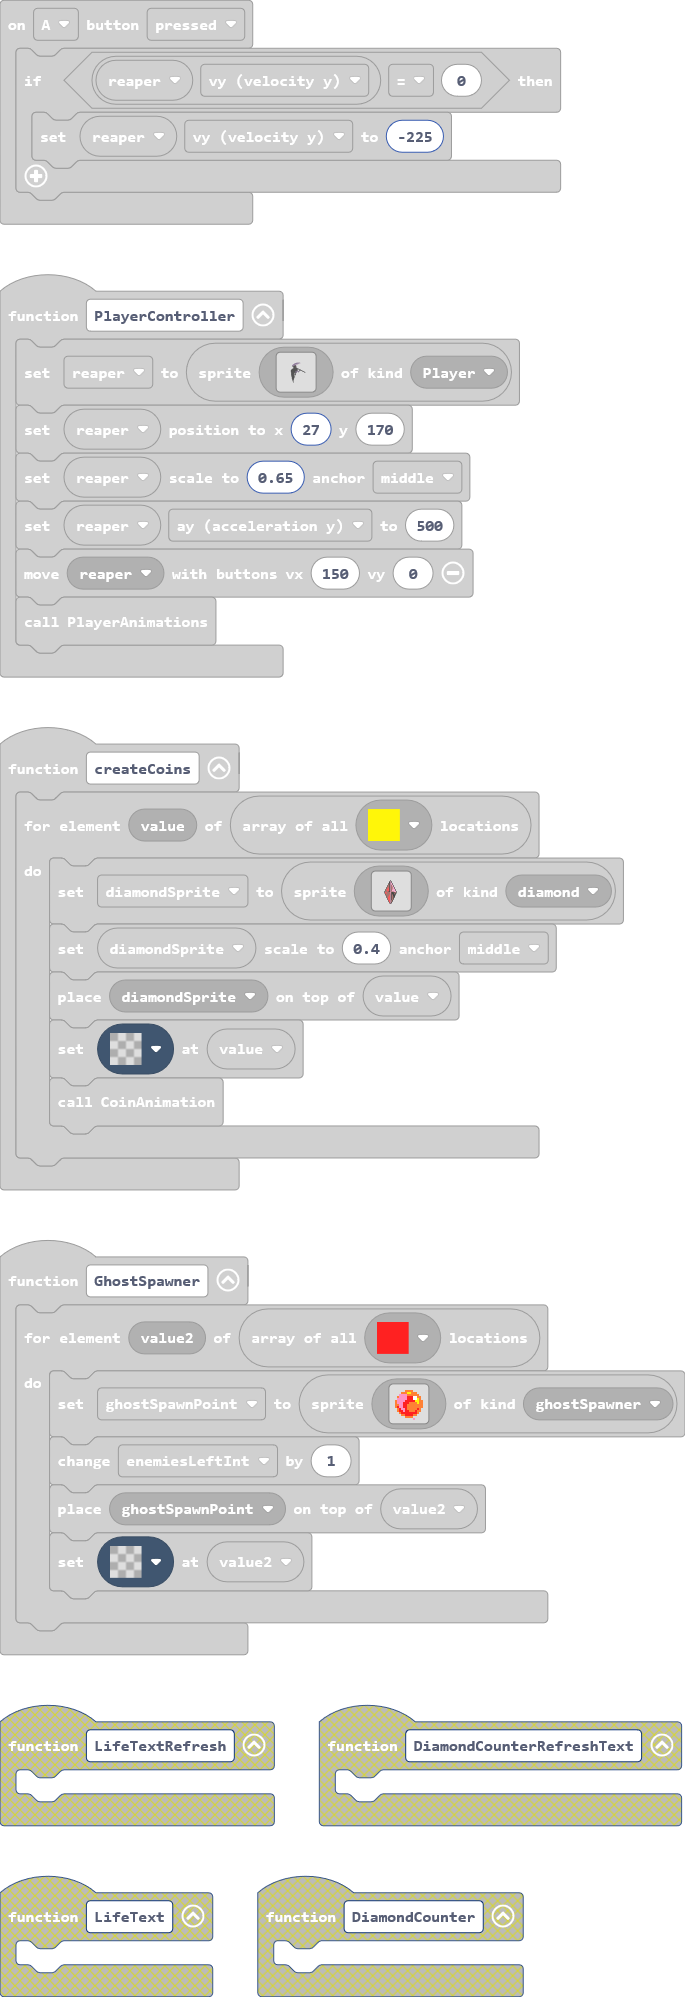 on A button pressed
if reaper vy (velocity y) = 0 then
set reaper vy (velocity y) to -225
function PlayerController
set reaper to sprite of kind Player
set reaper position to x 27 y 170
set reaper scale to 0.65 anchor middle
set reaper ay (acceleration y) to 500
move reaper with buttons vx 150 vy 0
call PlayerAnimations
function createCoins
for element value of array of all locations
do
set diamondSprite to sprite of kind diamond
set diamondSprite scale to 0.4 anchor middle
place diamondSprite on top of value
set at value
call CoinAnimation
function GhostSpawner
for element value2 of array of all locations
do
set ghostSpawnPoint to sprite of kind ghostSpawner
change enemiesLeftInt by 1
place ghostSpawnPoint on top of value2
set at value2
function LifeTextRefresh
function DiamondCounterRefreshText
function LifeText
function DiamondCounter